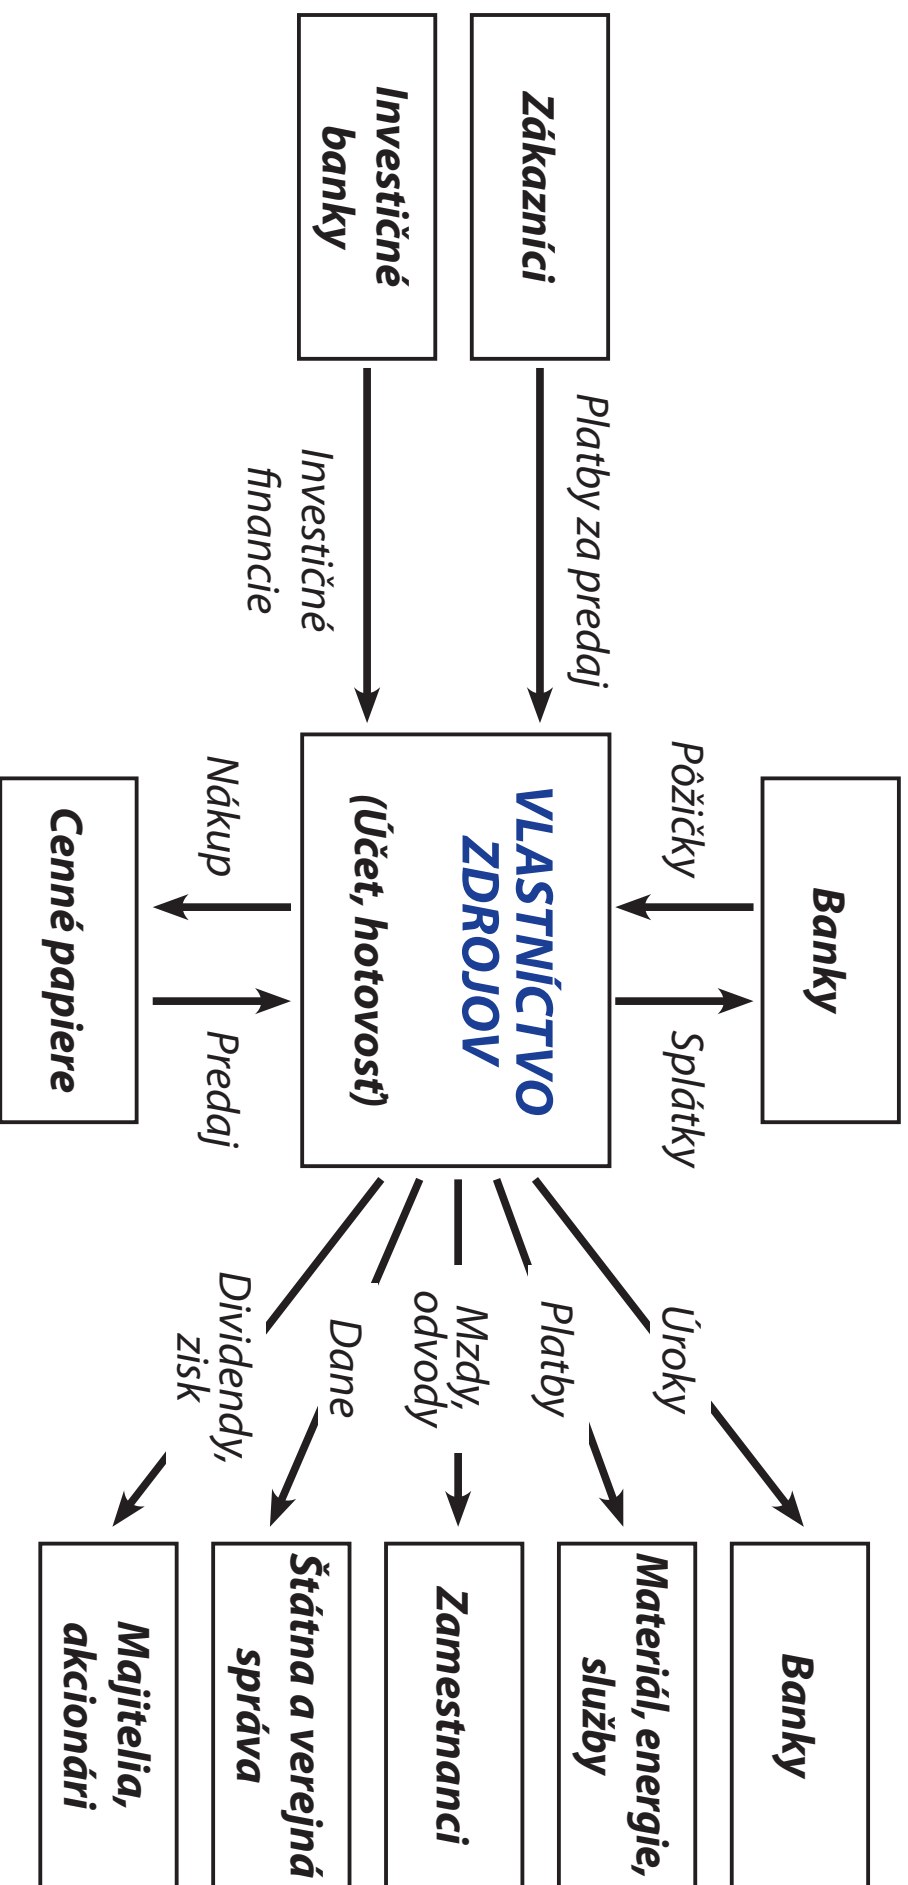 Banky
Pôžičky
Splátky
Zákazníci
Platby za predaj
Investičné
banky
Investičné
financie
VLASTNÍCTVO
ZDROJOV
(Účet, hotovosť)
Nákup
Predaj
Cenné papiere
Úroky
Banky
Platby
Materiál, energie,
služby
Mzdy,
odvody
Zamestnanci
Dane
Štátna a verejná
správa
Dividendy,
zisk
Majitelia,
akcionári